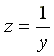 z = 1/y